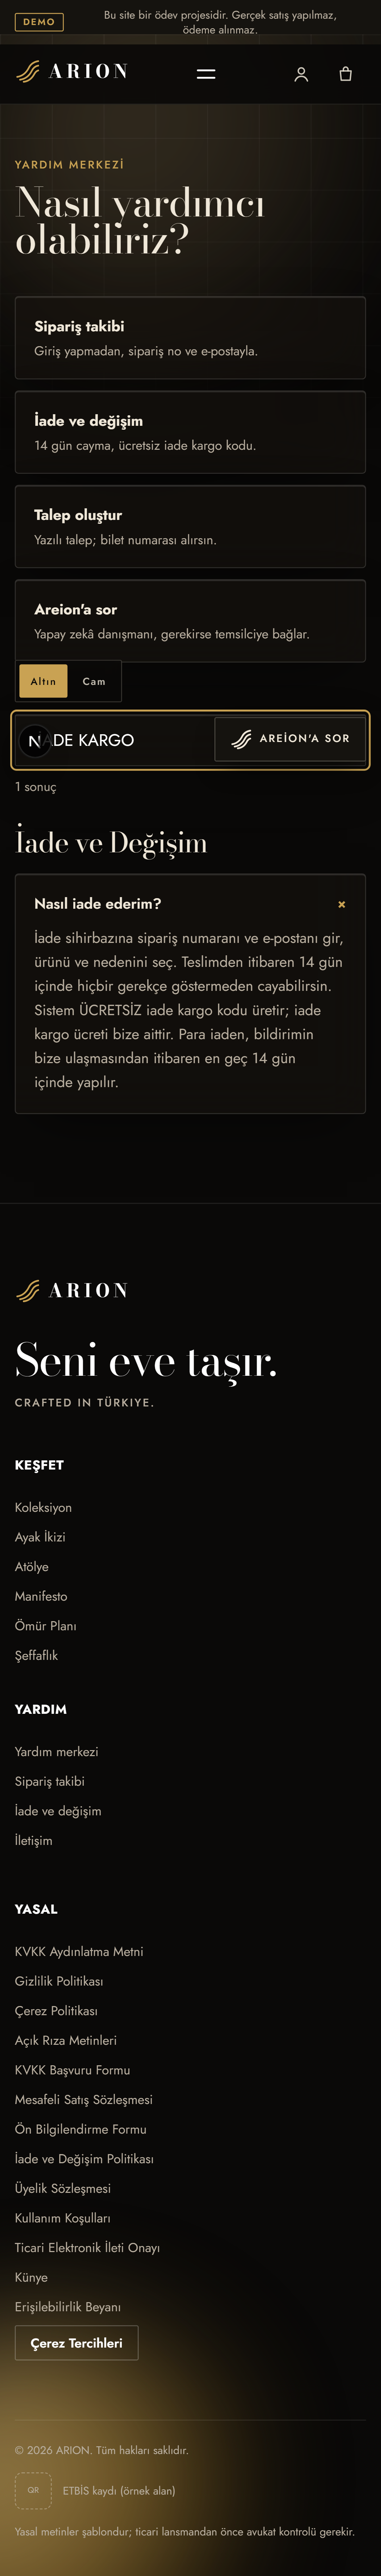 DEMO
Bu site bir ödev projesidir. Gerçek satış yapılmaz,
ödeme alınmaz.
ARION
YARDIM MERKEZİ
Nasıl yardımcı
olabiliriz?
Sipariş takibi
Giriş yapmadan, sipariş no ve e-postayla.
İade ve değişim
14 gün cayma, ücretsiz iade kargo kodu.
Talep oluştur
Yazılı talep; bilet numarası alırsın.
Areion'a sor
Yapay zekâ danışmanı, gerekirse temsilciye bağlar.
Altın
Cam
N
İADE KARGO
AREİON'A SOR
1 sonuç
İade ve Değişim
Nasıl iade ederim?
İade sihirbazına sipariş numaranı ve e-postanı gir,
ürünü ve nedenini seç. Teslimden itibaren 14 gün
içinde hiçbir gerekçe göstermeden cayabilirsin.
Sistem ÜCRETSİZ iade kargo kodu üretir; iade
kargo ücreti bize aittir. Para iaden, bildirimin
bize ulaşmasından itibaren en geç 14 gün
içinde yapılır.
ARION
Seni eve taşır.
CRAFTED IN TÜRKIYE.
KEŞFET
Koleksiyon
Ayak İkizi
Atölye
Manifesto
Ömür Planı
Şeffaflık
YARDIM
Yardım merkezi
Sipariş takibi
İade ve değişim
İletişim
YASAL
KVKK Aydınlatma Metni
Gizlilik Politikası
Çerez Politikası
Açık Rıza Metinleri
KVKK Başvuru Formu
Mesafeli Satış Sözleşmesi
Ön Bilgilendirme Formu
İade ve Değişim Politikası
Üyelik Sözleşmesi
Kullanım Koşulları
Ticari Elektronik İleti Onayı
Künye
Erişilebilirlik Beyanı
Çerez Tercihleri
© 2026 ARION. Tüm hakları saklıdır.
QR
ETBİS kaydı (örnek alan)
Yasal metinler şablondur; ticari lansmandan önce avukat kontrolü gerekir.